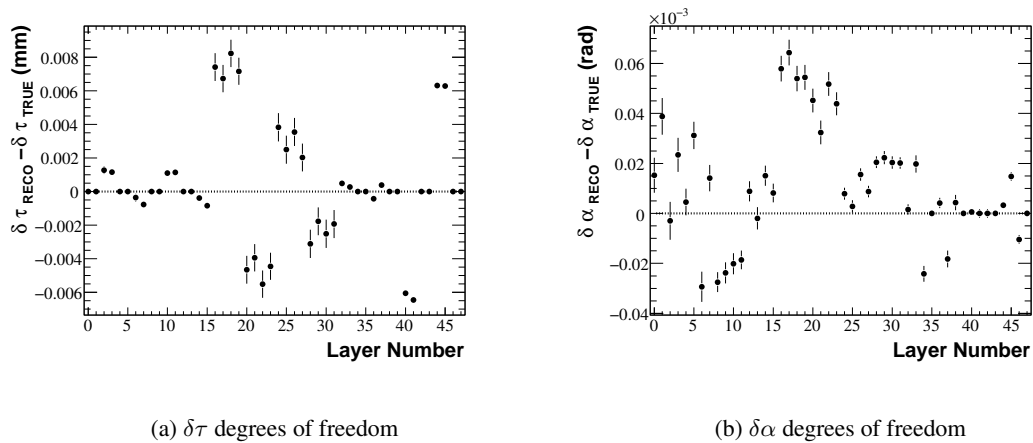 δ τ RECO − δ τ TRUE (mm)
0.008
0.006
0.004
0.002
0
−0.002
−0.004
−0.006
0 5 10 15 20 25 30 35 40 45
Layer Number
(a) δτ degrees of freedom
×10⁻³
δ α RECO − δ α TRUE (rad)
0.06
0.04
0.02
0
−0.02
−0.04
0 5 10 15 20 25 30 35 40 45
Layer Number
(b) δα degrees of freedom